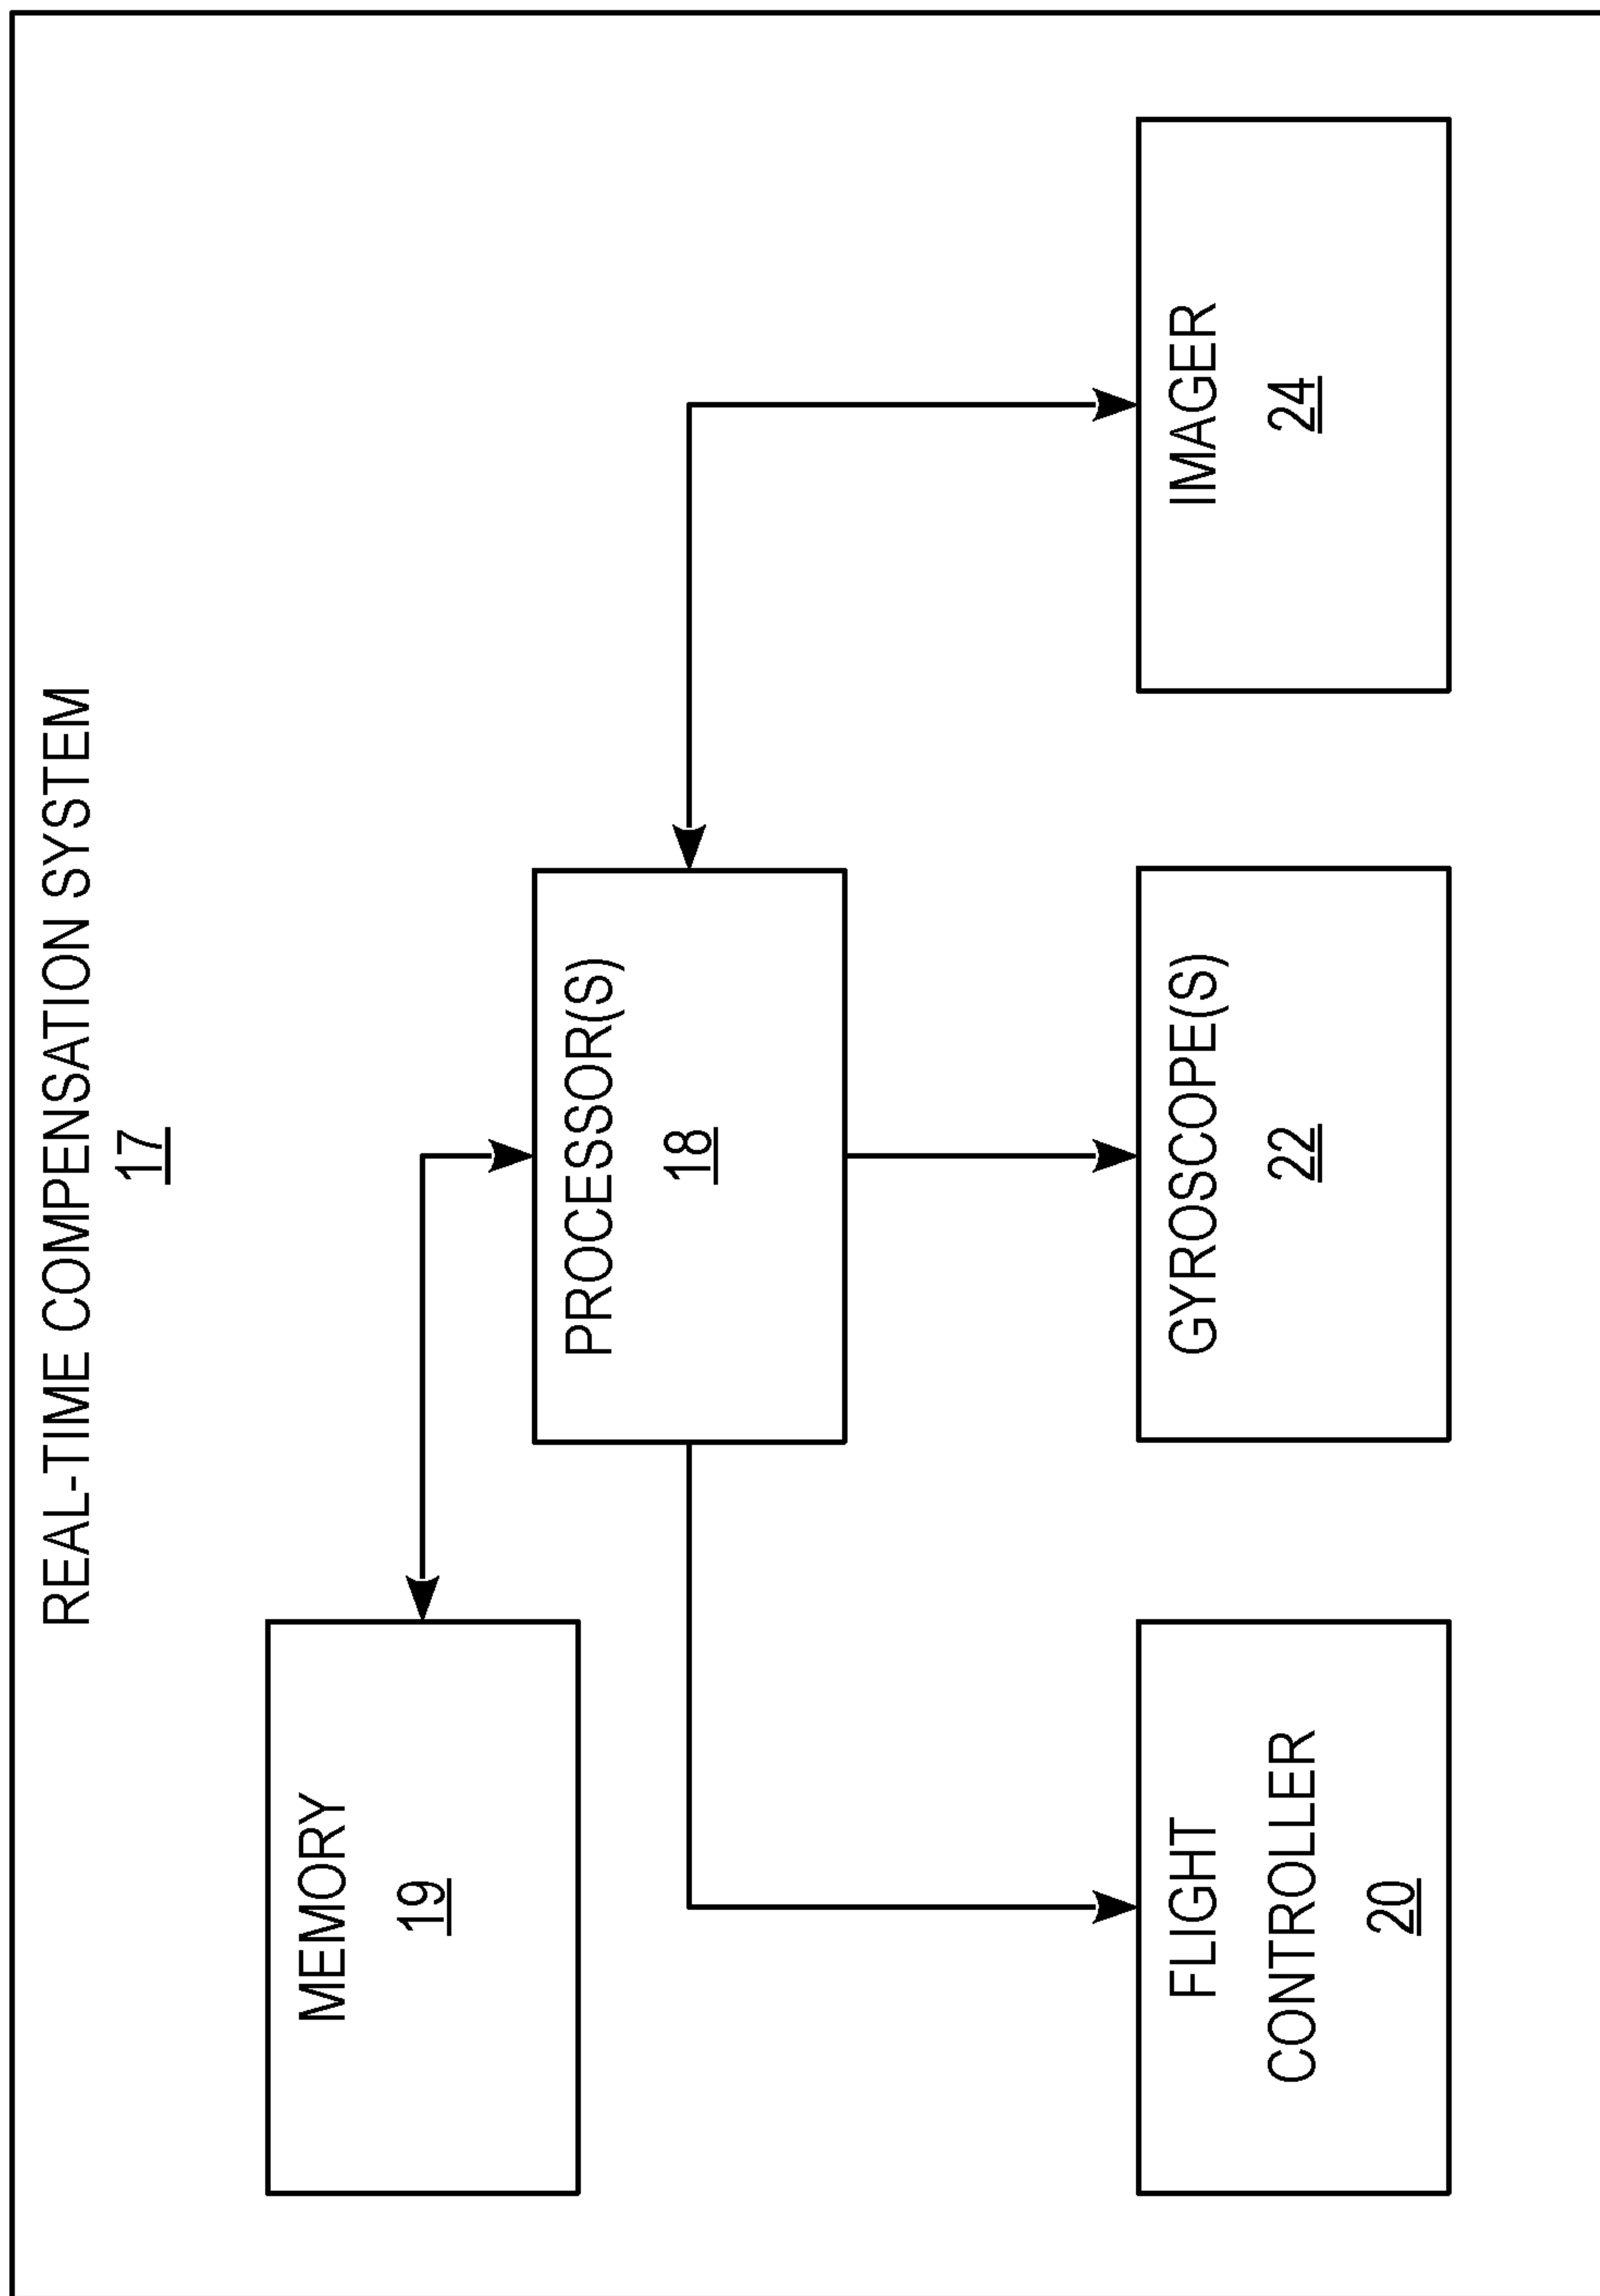 REAL-TIME COMPENSATION SYSTEM
17
MEMORY
19
PROCESSOR(S)
18
FLIGHT
CONTROLLER
20
GYROSCOPE(S)
22
IMAGER
24